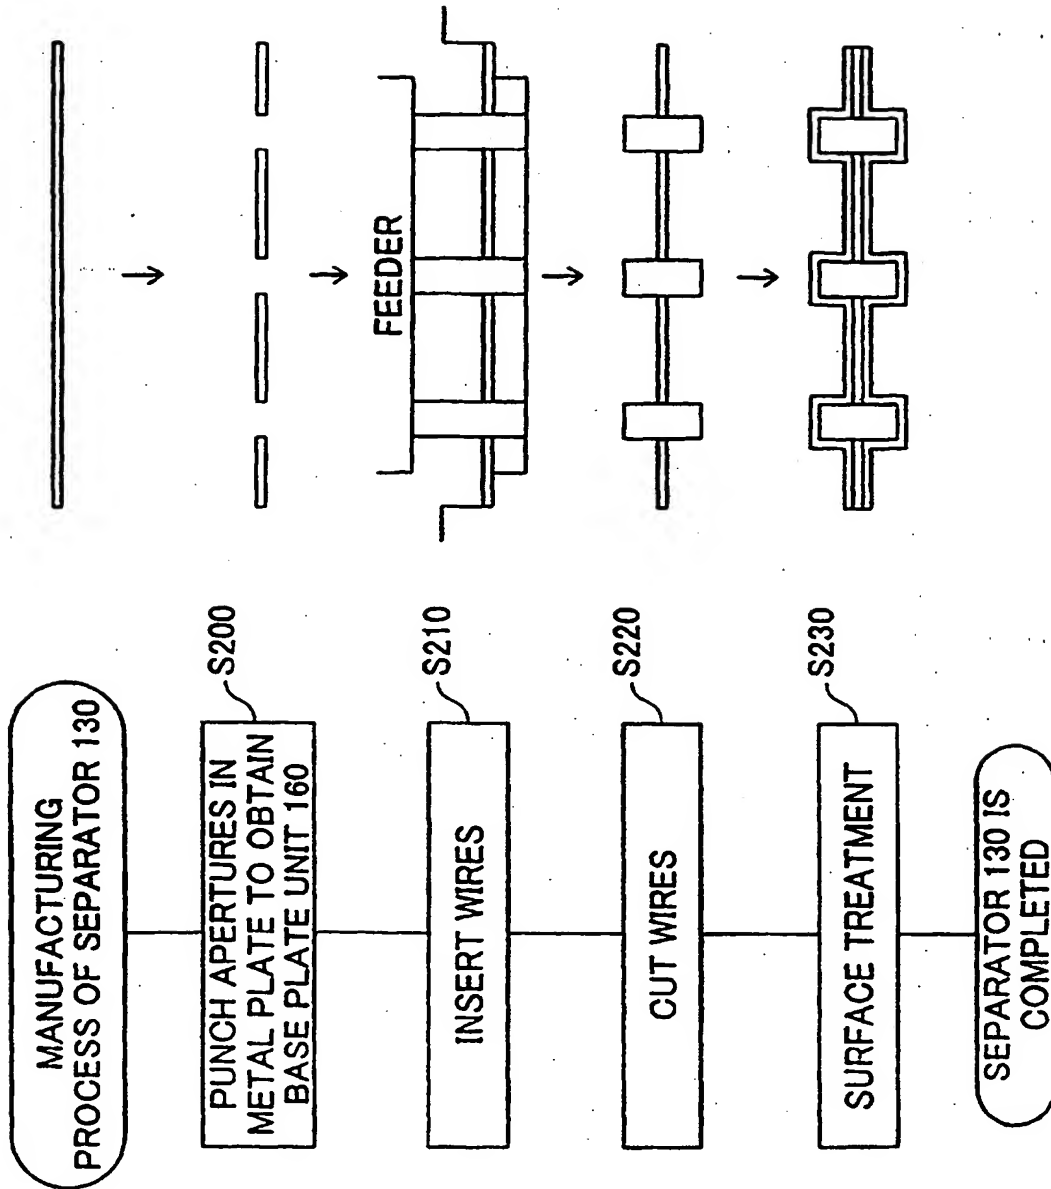 MANUFACTURING
PROCESS OF SEPARATOR 130
S200
PUNCH APERTURES IN
METAL PLATE TO OBTAIN
BASE PLATE UNIT 160
FEEDER
S210
INSERT WIRES
S220
CUT WIRES
S230
SURFACE TREATMENT
SEPARATOR 130 IS
COMPLETED